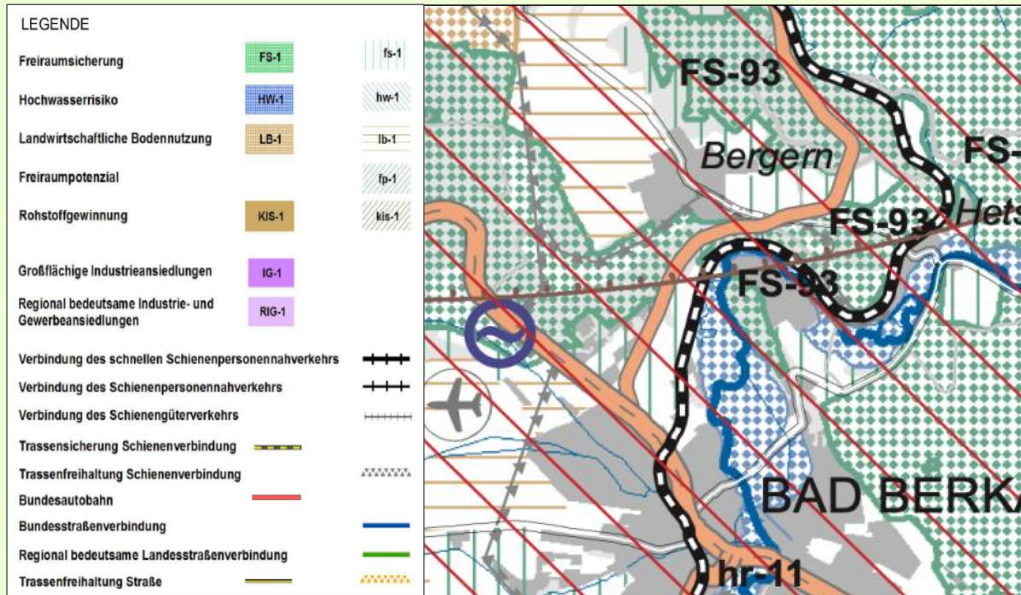 LEGENDE
Freiraumsicherung FS-1 fs-1
Hochwasserrisiko HW-1 hw-1
Landwirtschaftliche Bodennutzung LB-1 lb-1
Freiraumpotenzial fp-1
Rohstoffgewinnung KIS-1 kis-1
Großflächige Industrieansiedlungen IG-1
Regional bedeutsame Industrie- und
Gewerbeansiedlungen RIG-1
Verbindung des schnellen Schienenpersonennahverkehrs
Verbindung des Schienenpersonennahverkehrs
Verbindung des Schienengüterverkehrs
Trassensicherung Schienenverbindung
Trassenfreihaltung Schienenverbindung
Bundesautobahn
Bundesstraßenverbindung
Regional bedeutsame Landesstraßenverbindung
Trassenfreihaltung Straße
FS-93
Bergern
FS-
FS-93
Hets
FS-93
BAD BERKA
hr-11